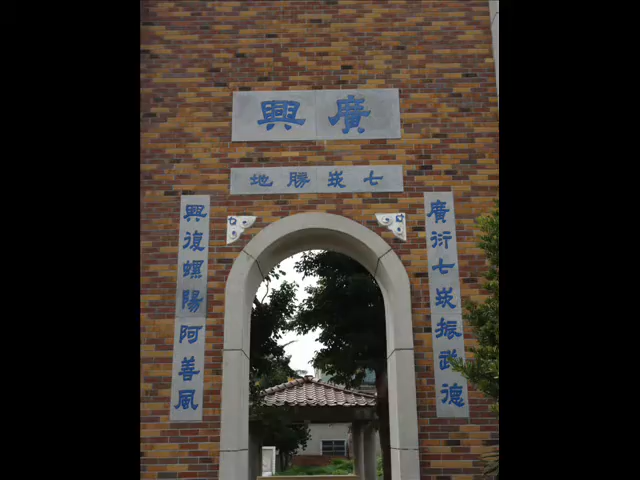 廣興
七崁勝地
廣衍七崁振武德
興復螺陽阿善風